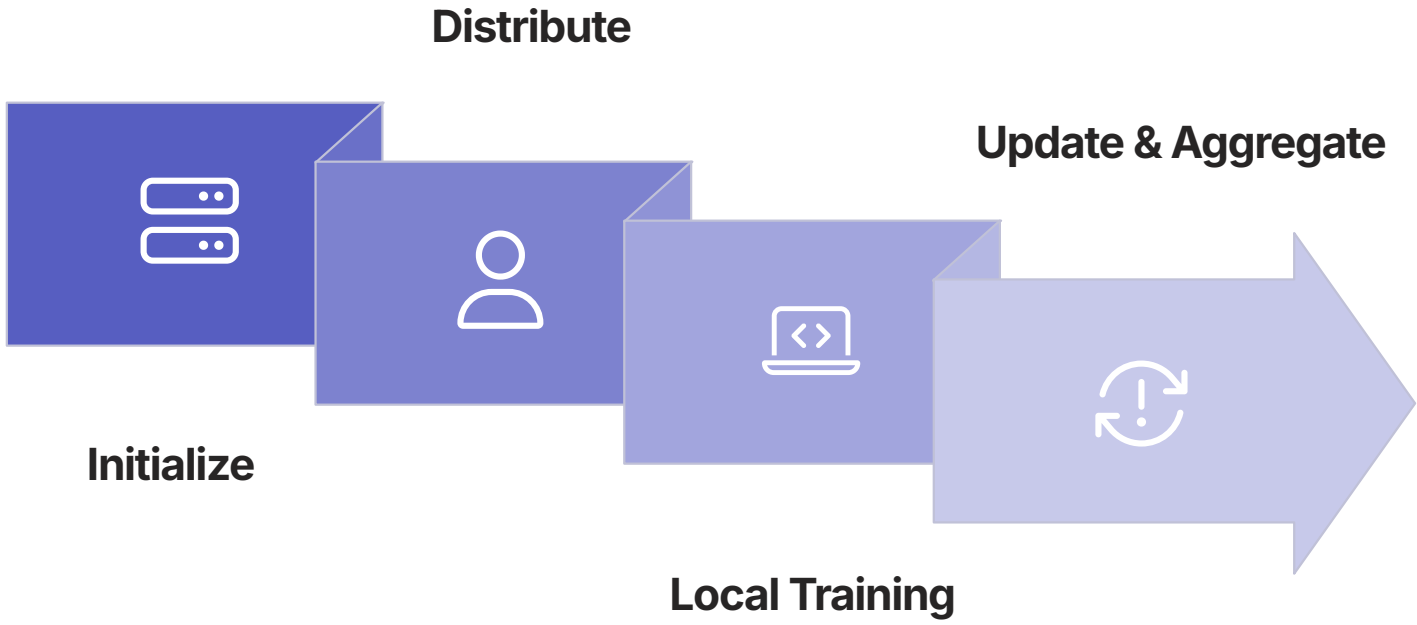 Distribute
Update & Aggregate
Initialize
Local Training